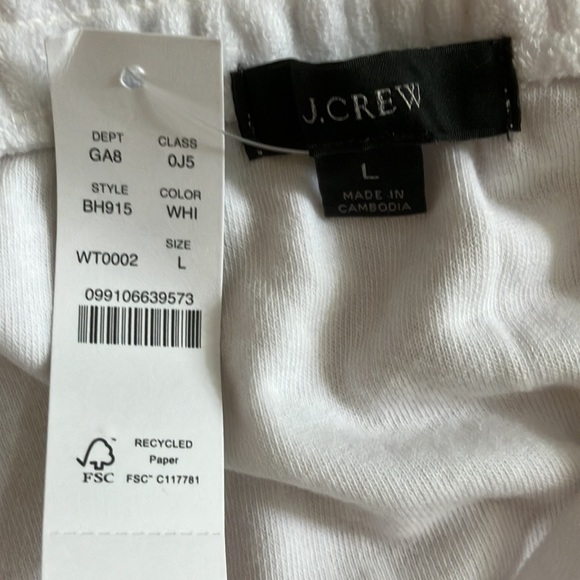 DEPT CLASS
GA8 0J5
STYLE COLOR
BH915 WHI
SIZE
WT0002 L
099106639573
RECYCLED
Paper
FSC
FSC™ C117781
J.CREW
L
MADE IN
CAMBODIA